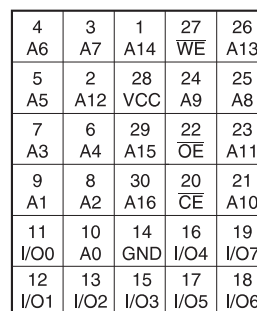 4 3 1 27 26
A6 A7 A14 W̅E̅ A13
5 2 28 24 25
A5 A12 VCC A9 A8
7 6 29 22 23
A3 A4 A15 O̅E̅ A11
9 8 30 20 21
A1 A2 A16 C̅E̅ A10
11 10 14 16 19
I/O0 A0 GND I/O4 I/O7
12 13 15 17 18
I/O1 I/O2 I/O3 I/O5 I/O6